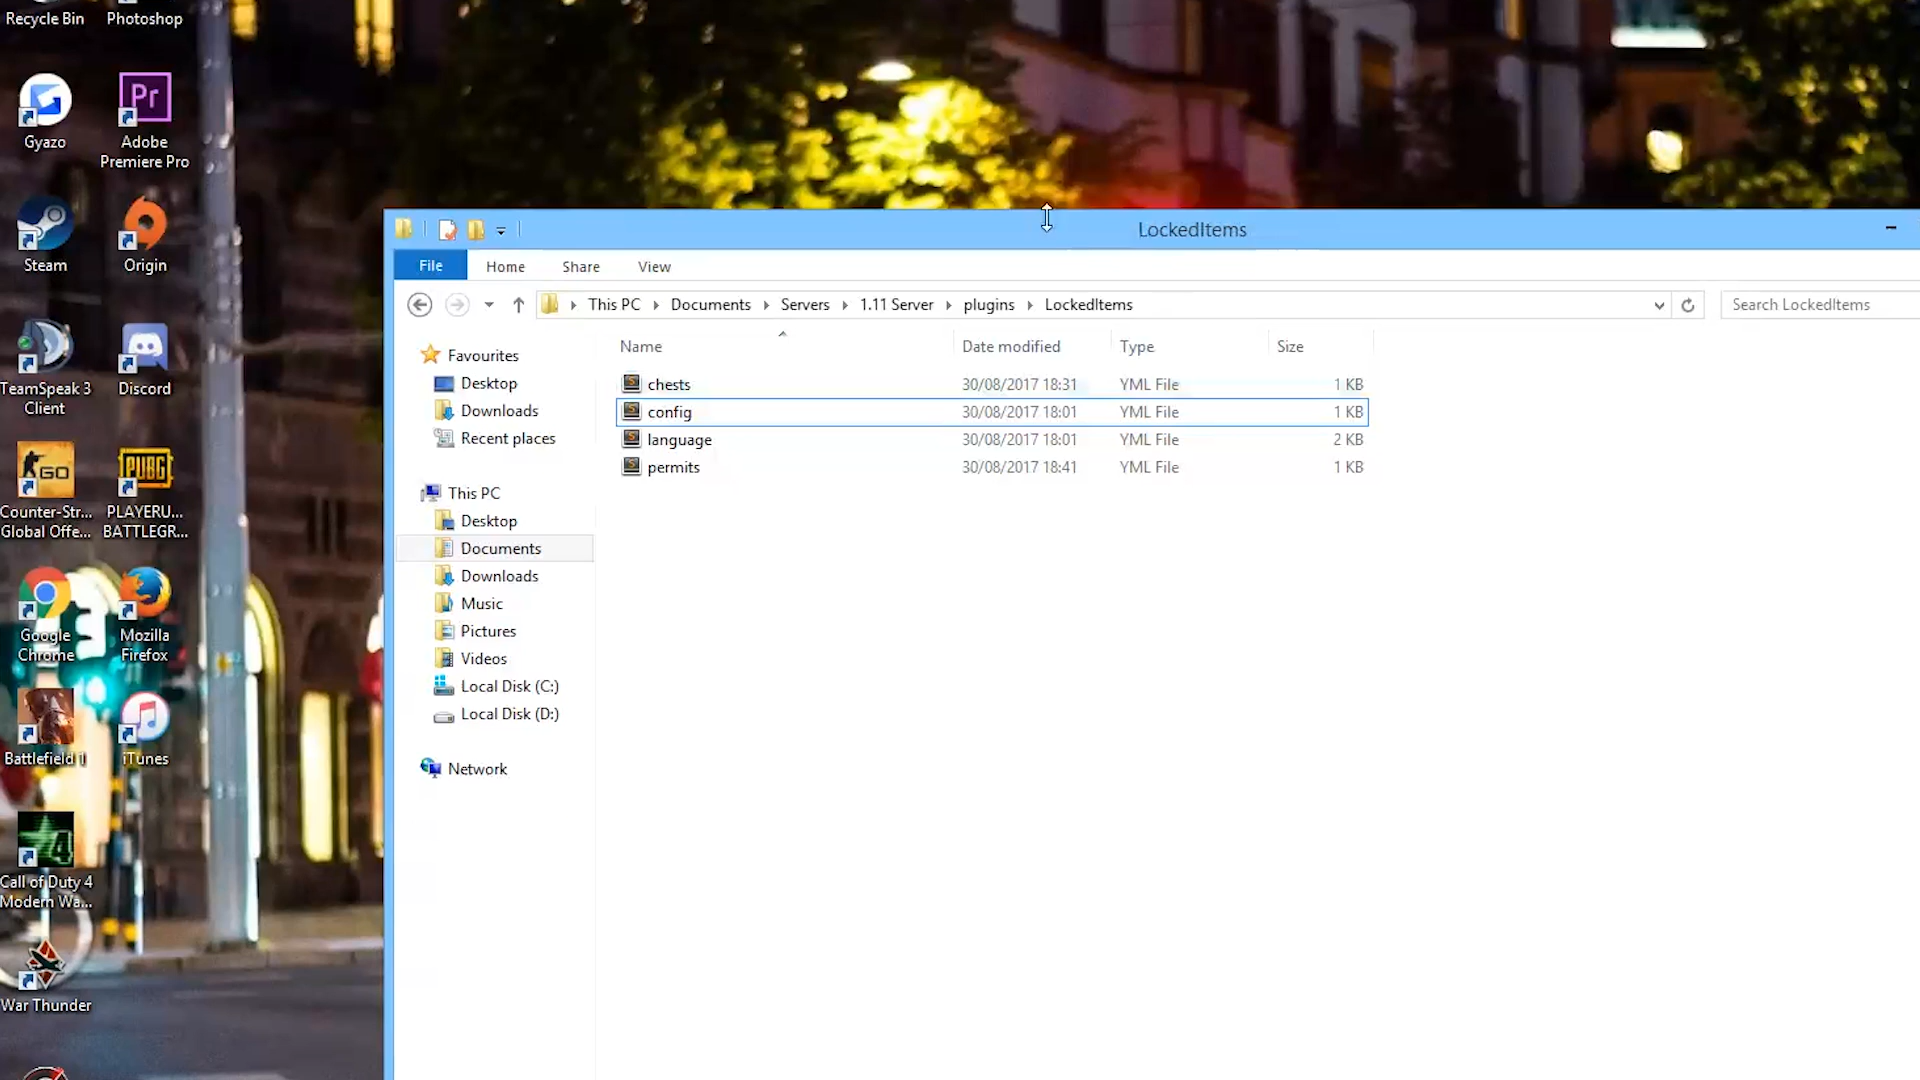 Recycle Bin
Photoshop
Gyazo
Pr
Adobe
Premiere Pro
Steam
Origin
TeamSpeak 3
Client
Discord
GO
Counter-Str...
Global Offe...
PUBG
PLAYERU...
BATTLEGR...
Google
Chrome
Mozilla
Firefox
Battlefield 1
iTunes
4
Call of Duty 4
Modern Wa...
War Thunder
LockedItems
File Home Share View
This PC Documents Servers 1.11 Server plugins LockedItems
Search LockedItems
Favourites
Desktop
Downloads
Recent places
This PC
Desktop
Documents
Downloads
Music
Pictures
Videos
Local Disk (C:)
Local Disk (D:)
Network
Name Date modified Type Size
chests 30/08/2017 18:31 YML File 1 KB
config 30/08/2017 18:01 YML File 1 KB
language 30/08/2017 18:01 YML File 2 KB
permits 30/08/2017 18:41 YML File 1 KB